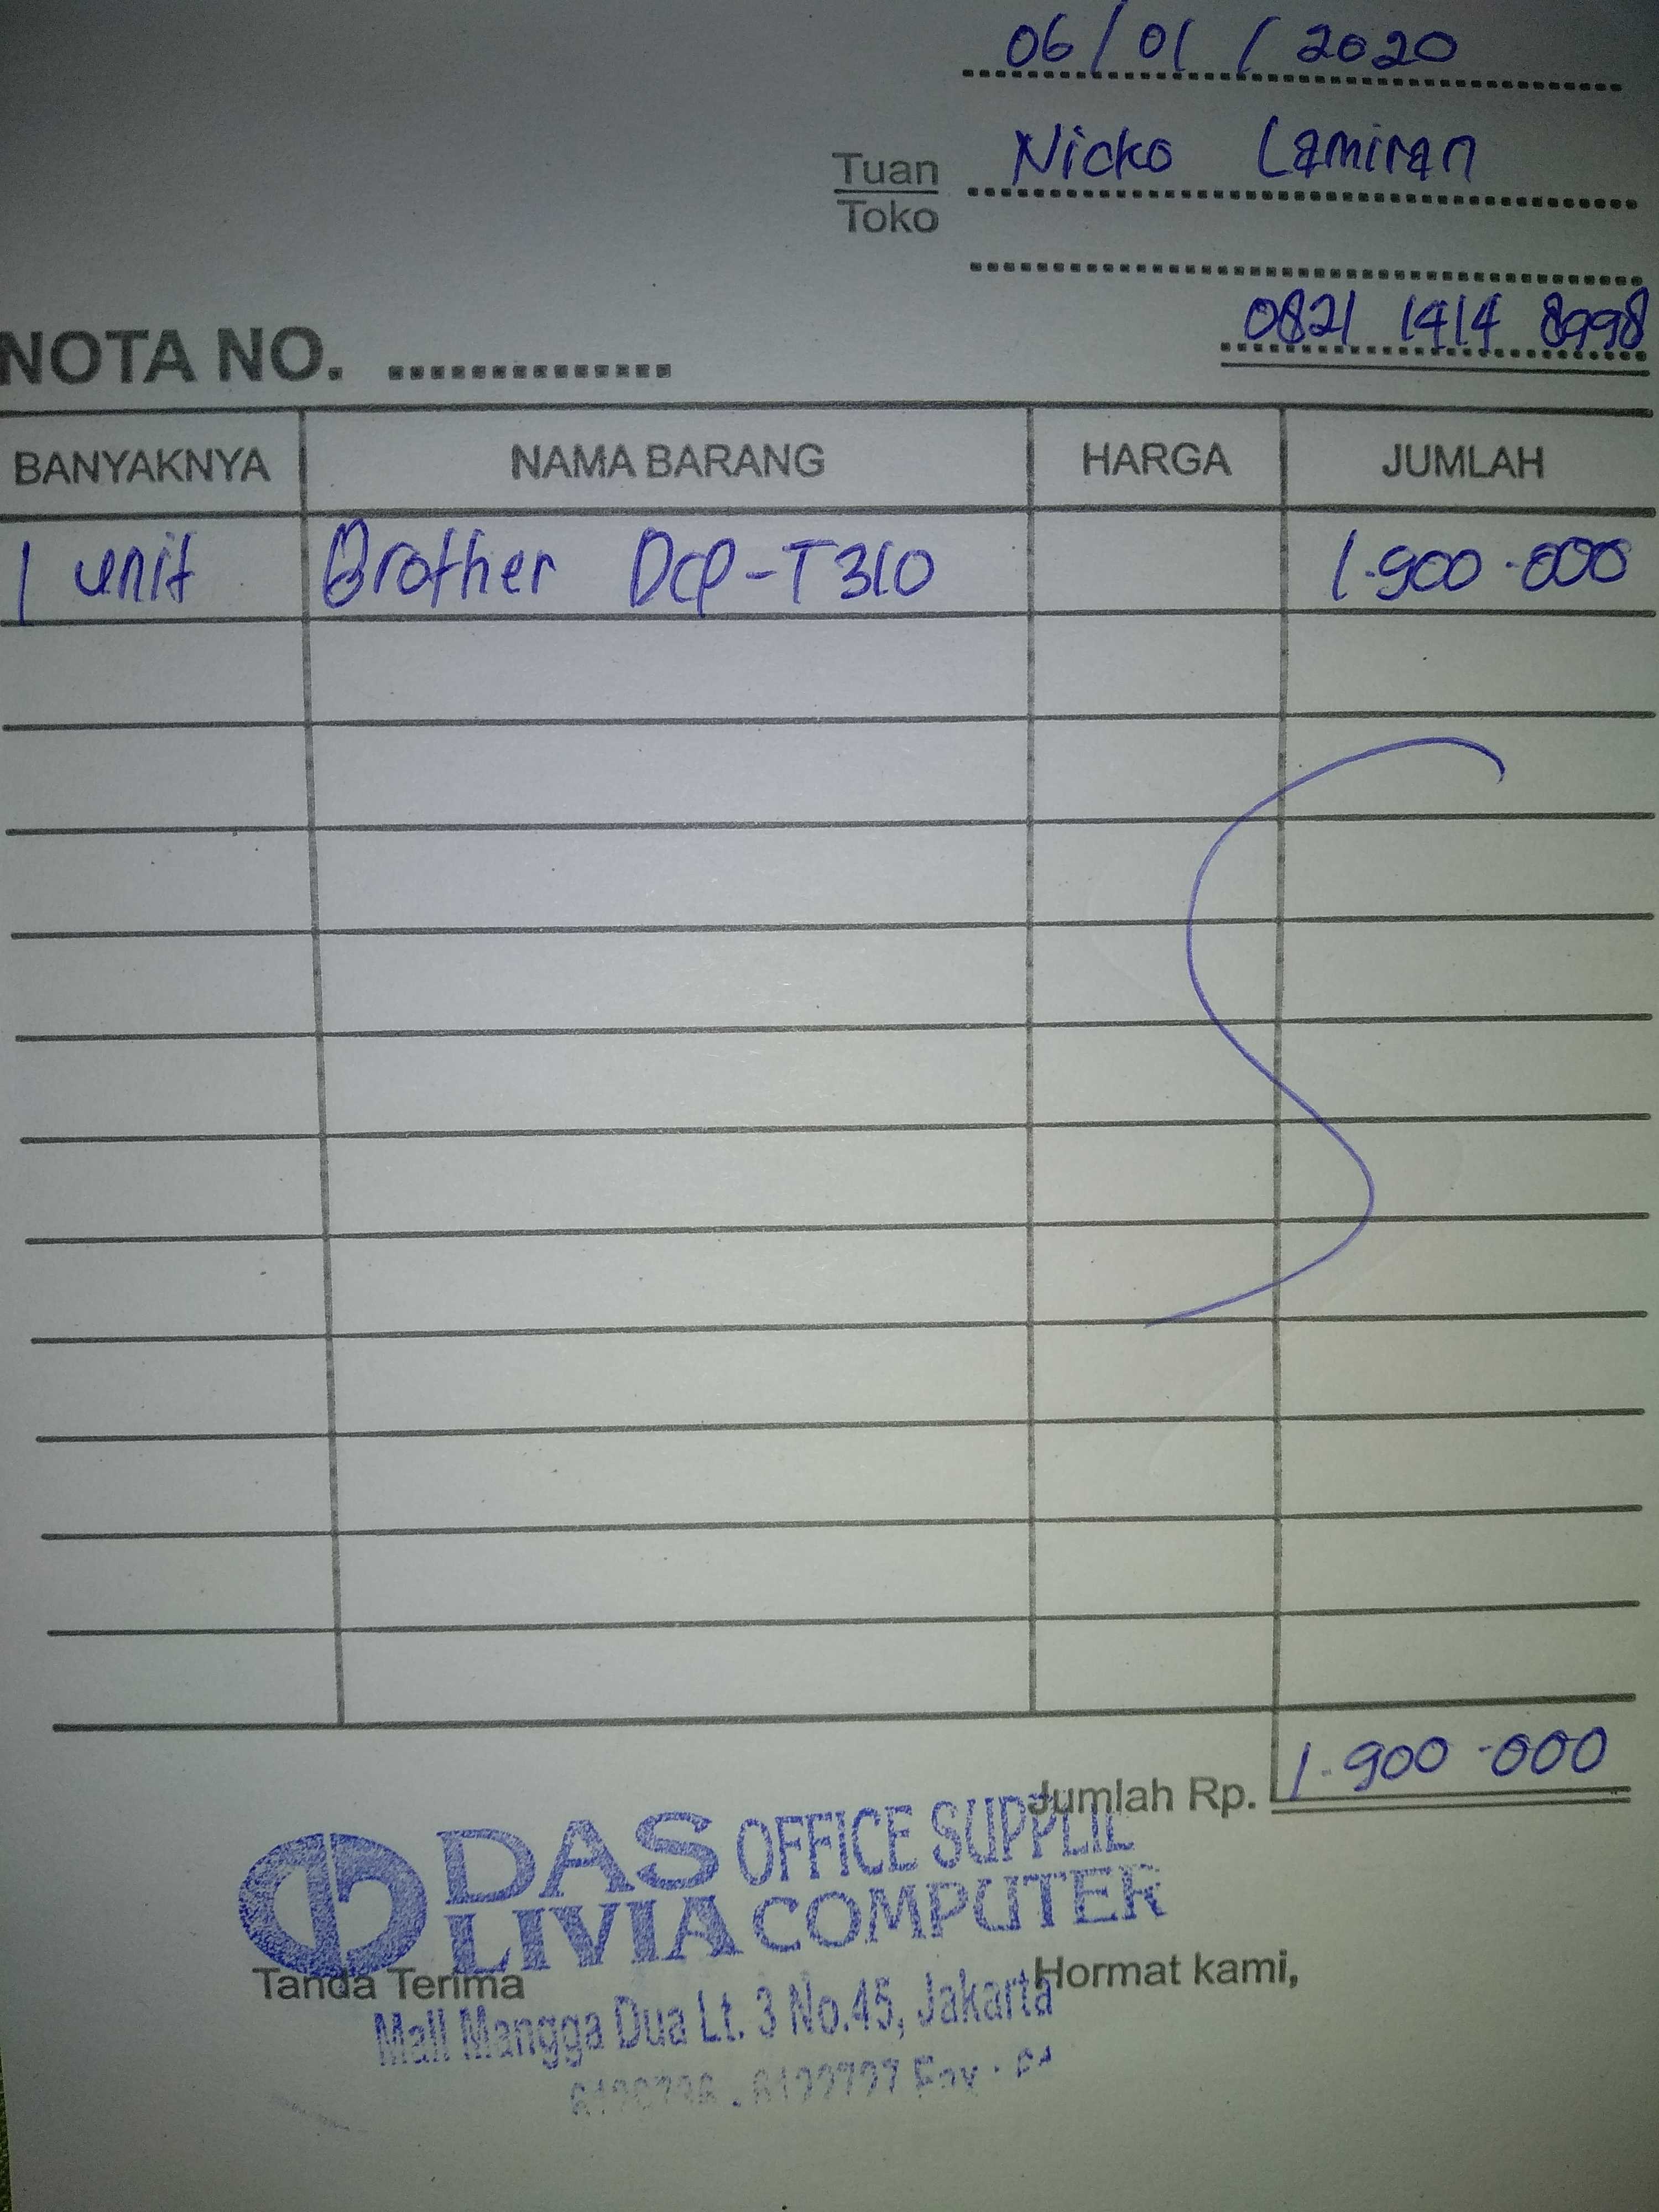 06/01/2020
Tuan Nicko Lamiran
Toko
0821 1414 8998
NOTA NO. ..............
BANYAKNYA NAMA BARANG HARGA JUMLAH
1 unit Brother DCP-T310 1.900.000
Jumlah Rp. 1.900.000
DAS OFFICE SUPPLIE
LIVIA COMPUTER
Tanda Terima Hormat kami,
Mall Mangga Dua Lt. 3 No.45, Jakarta
6122727 Fax :